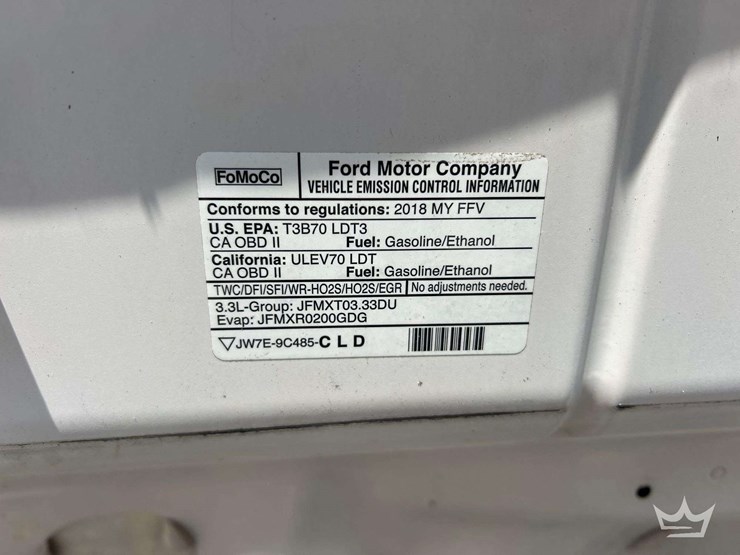 FoMoCo
Ford Motor Company
VEHICLE EMISSION CONTROL INFORMATION
Conforms to regulations: 2018 MY FFV
U.S. EPA: T3B70 LDT3
CA OBD II Fuel: Gasoline/Ethanol
California: ULEV70 LDT
CA OBD II Fuel: Gasoline/Ethanol
TWC/DFI/SFI/WR-HO2S/HO2S/EGR No adjustments needed.
3.3L-Group: JFMXT03.33DU
Evap: JFMXR0200GDG
▽JW7E-9C485-C L D